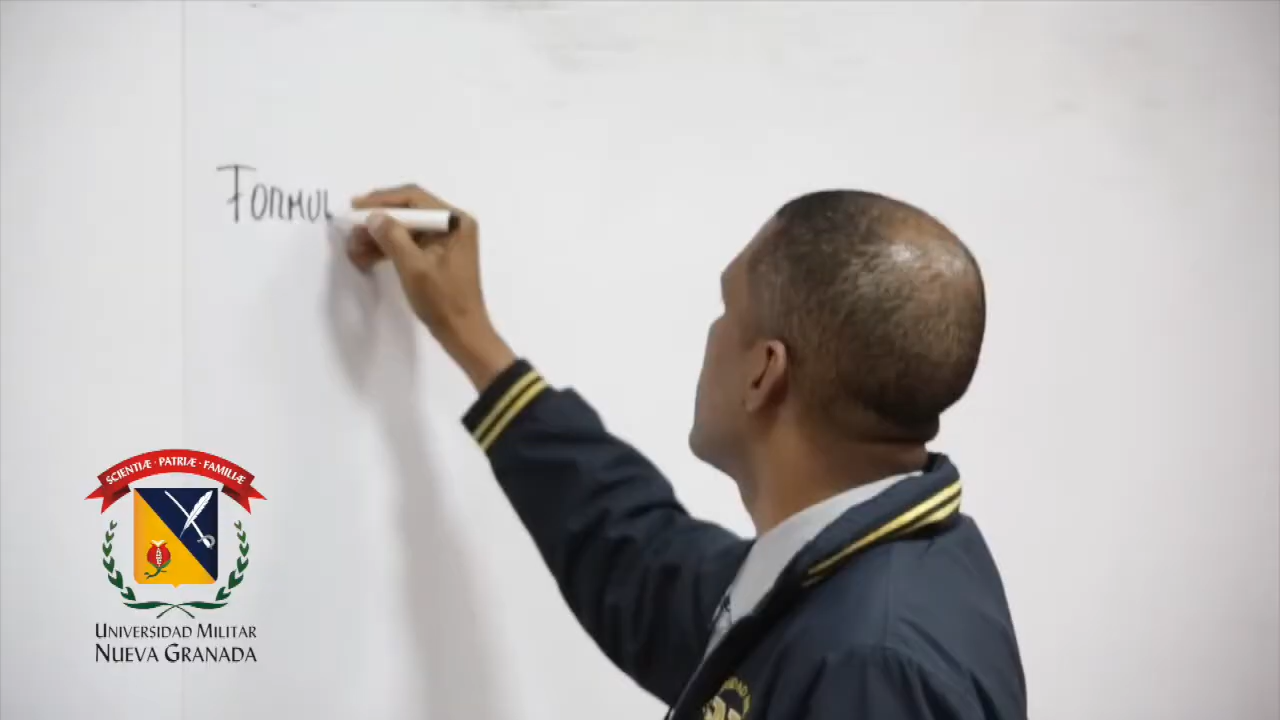 FORMUL
SCIENTIÆ · PATRIÆ · FAMILIÆ
UNIVERSIDAD MILITAR
NUEVA GRANADA